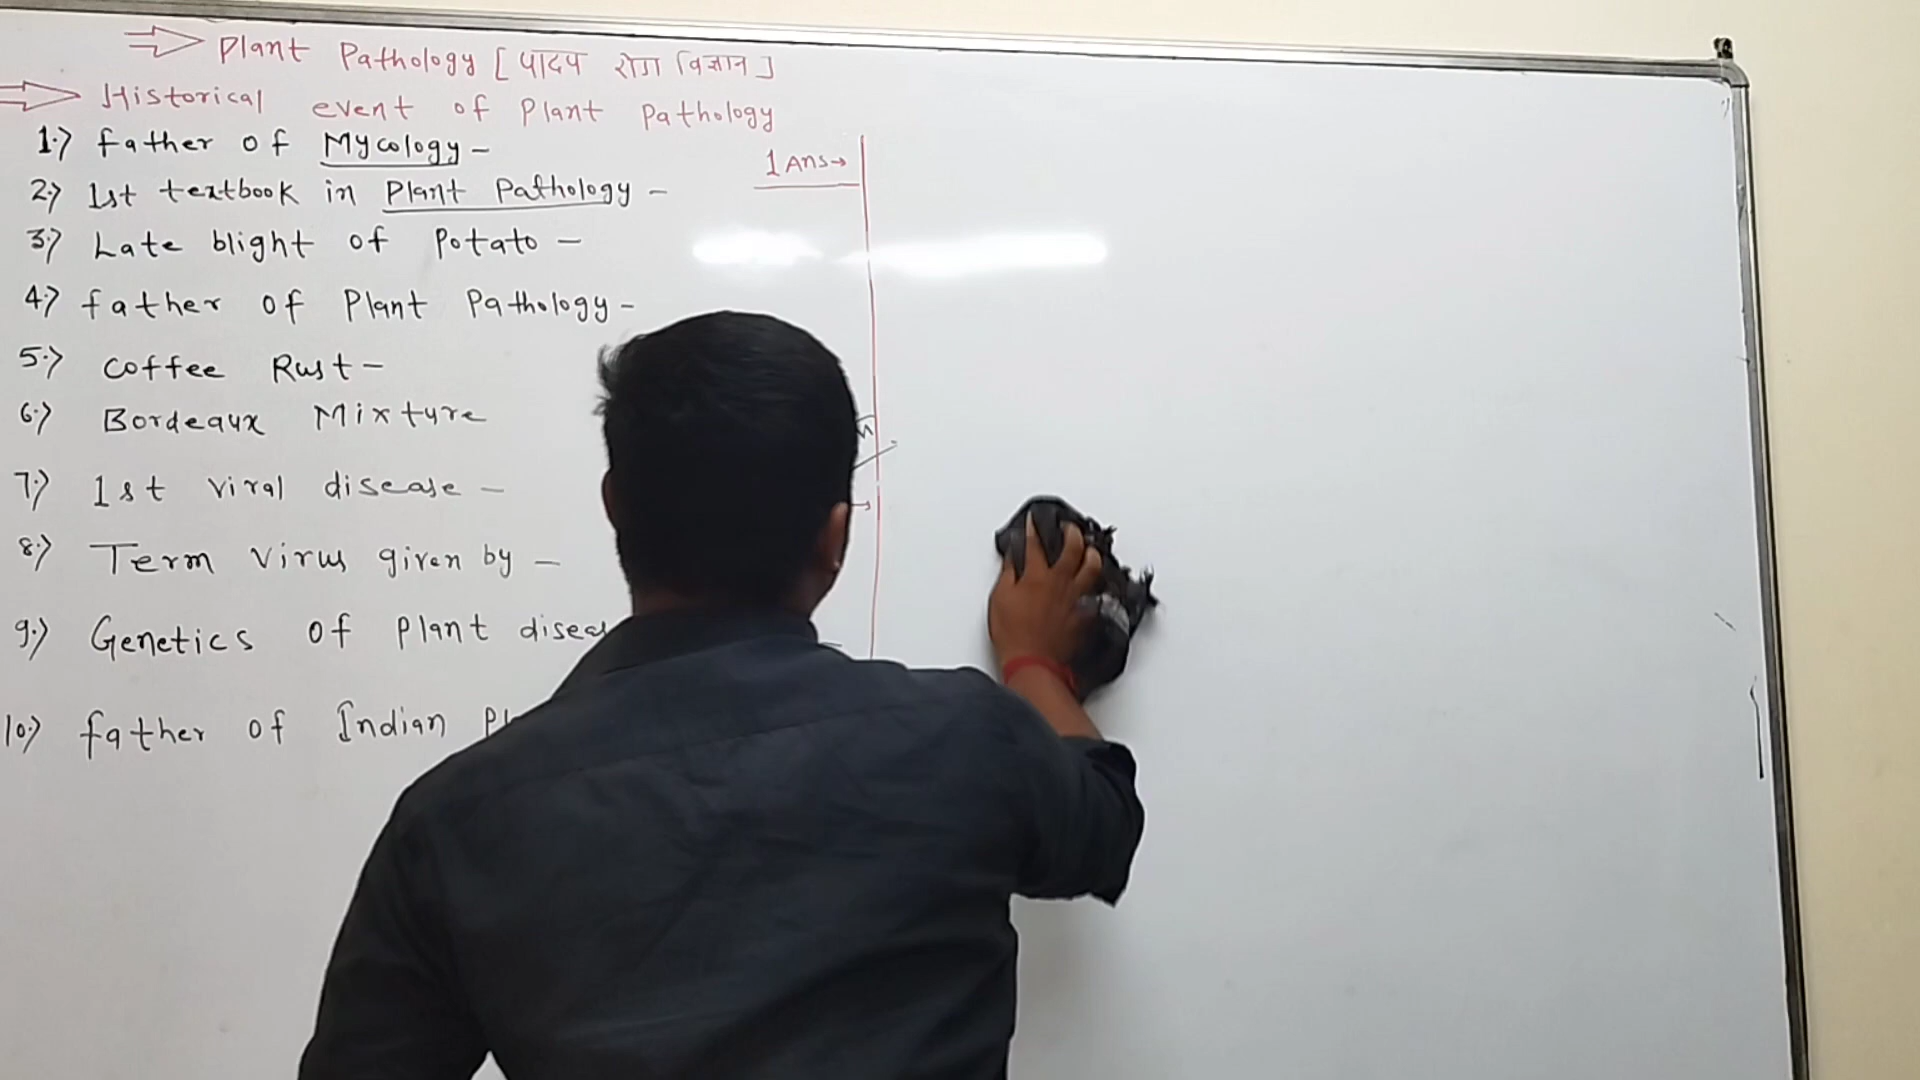 Plant Pathology [पादप रोग विज्ञान]
Historical event of Plant Pathology
1.) father of Mycology -
2.) 1st textbook in Plant Pathology -
3.) Late blight of Potato -
4.) father of Plant Pathology -
5.) Coffee Rust -
6.) Bordeaux Mixture
7.) 1st viral disease -
8.) Term virus given by -
9.) Genetics of Plant
10.) father of Indian
1 Ans →